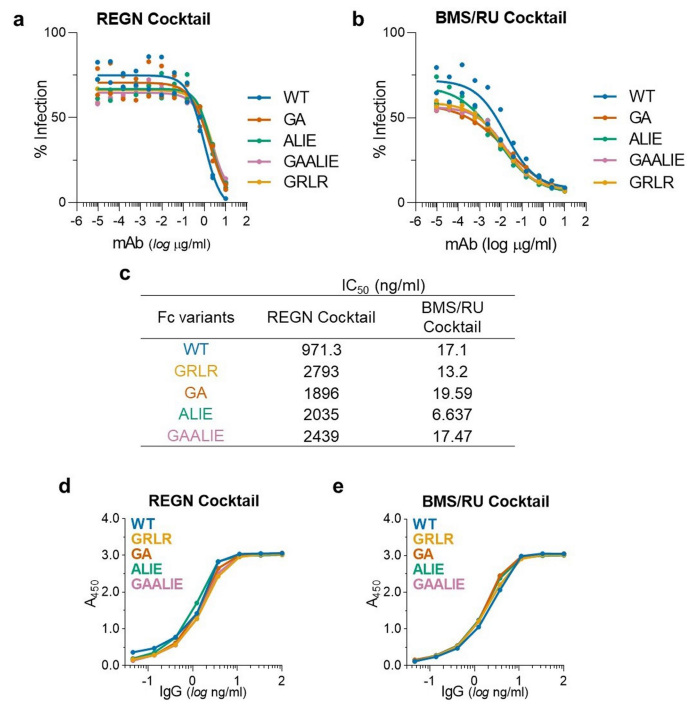 a
REGN Cocktail
100
50
0
% Infection
-6 -5 -4 -3 -2 -1 0 1 2
mAb (log µg/ml)
WT
GA
ALIE
GAALIE
GRLR
b
BMS/RU Cocktail
100
50
0
% Infection
-6 -5 -4 -3 -2 -1 0 1 2
mAb (log µg/ml)
WT
GA
ALIE
GAALIE
GRLR
c
IC50 (ng/ml)
Fc variants REGN Cocktail BMS/RU Cocktail
WT 971.3 17.1
GRLR 2793 13.2
GA 1896 19.59
ALIE 2035 6.637
GAALIE 2439 17.47
d
REGN Cocktail
4.0
3.0
2.0
1.0
0.0
A450
WT
GRLR
GA
ALIE
GAALIE
-1 0 1 2
IgG (log ng/ml)
e
BMS/RU Cocktail
4.0
3.0
2.0
1.0
0.0
A450
WT
GRLR
GA
ALIE
GAALIE
-1 0 1 2
IgG (log ng/ml)